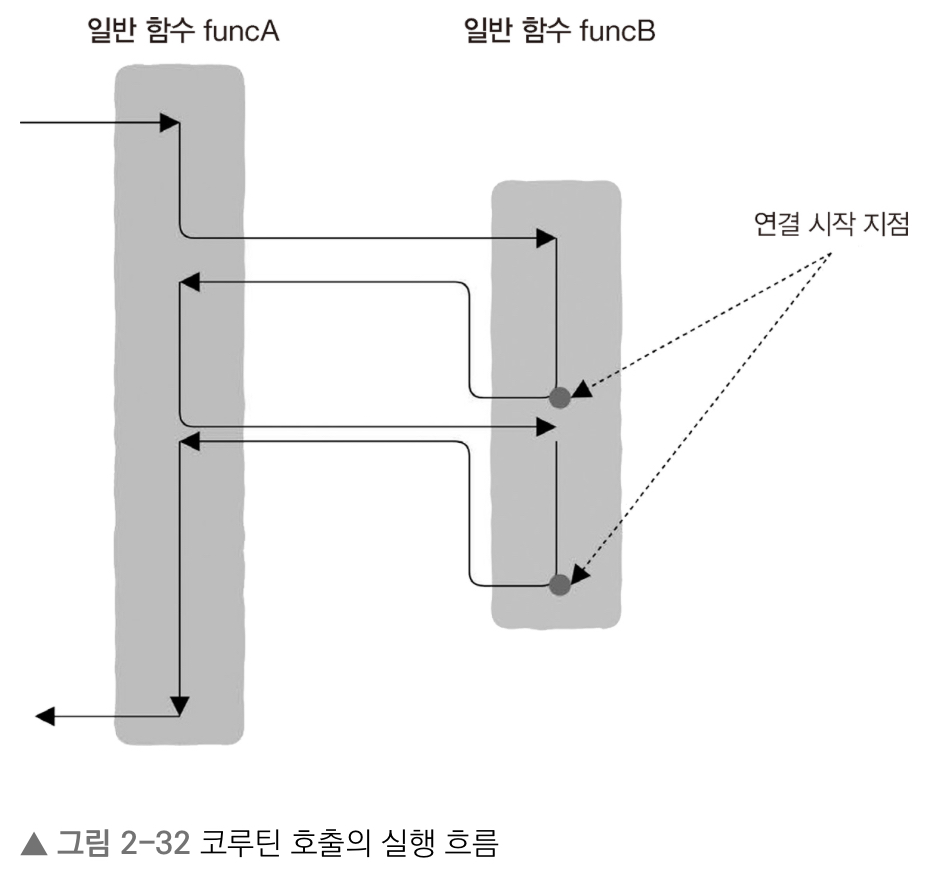 일반 함수 funcA
일반 함수 funcB
연결 시작 지점
▲ 그림 2-32 코루틴 호출의 실행 흐름